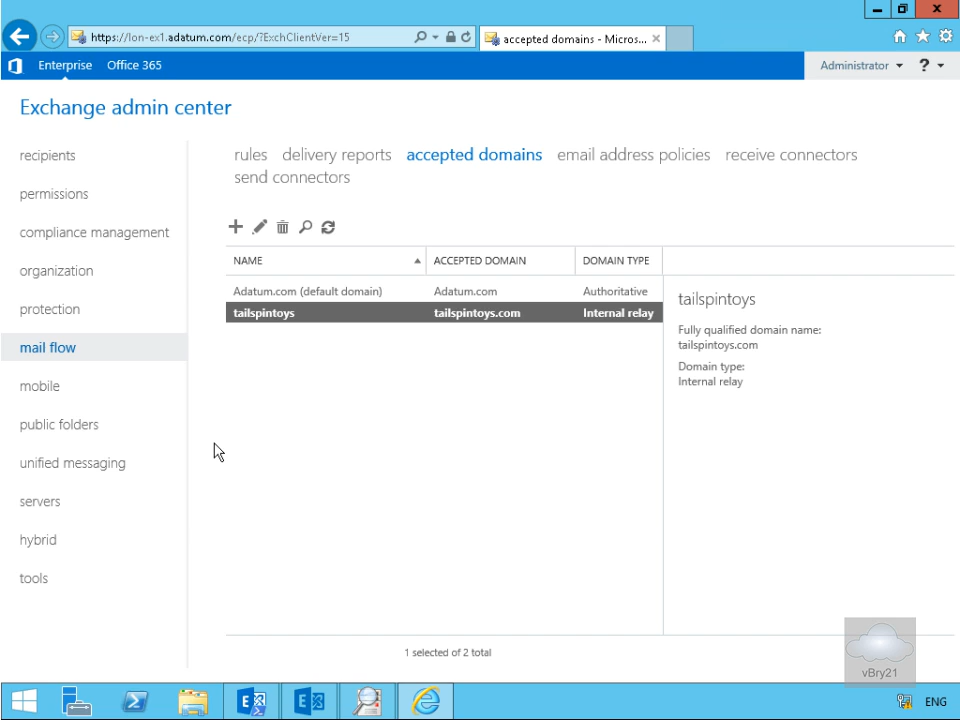 https://lon-ex1.adatum.com/ecp/?ExchClientVer=15
accepted domains - Micros...
Enterprise Office 365
Administrator ?
Exchange admin center
recipients
permissions
compliance management
organization
protection
mail flow
mobile
public folders
unified messaging
servers
hybrid
tools
rules delivery reports accepted domains email address policies receive connectors
send connectors
NAME ACCEPTED DOMAIN DOMAIN TYPE
Adatum.com (default domain) Adatum.com Authoritative
tailspintoys tailspintoys.com Internal relay
tailspintoys
Fully qualified domain name:
tailspintoys.com
Domain type:
Internal relay
1 selected of 2 total
vBry21
ENG